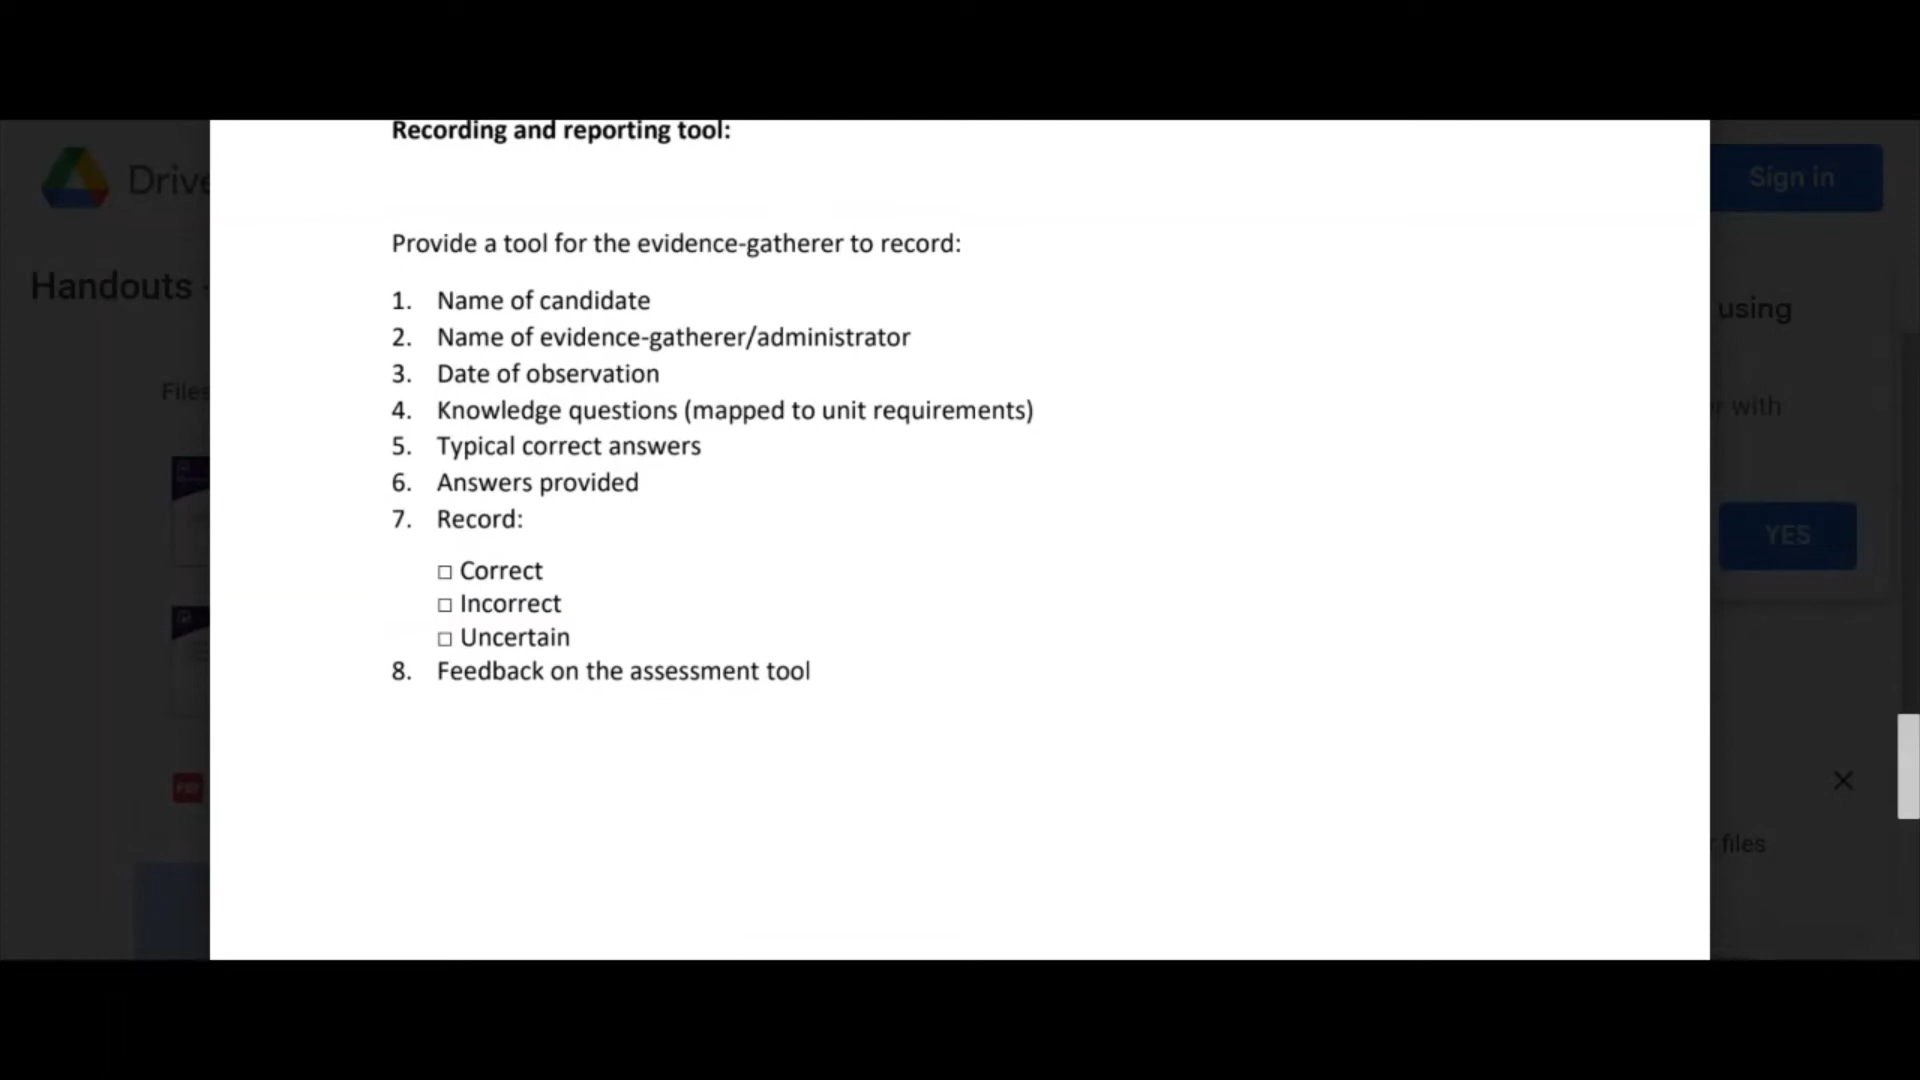 Recording and reporting tool:
Drive
Sign in
Handouts -
Provide a tool for the evidence-gatherer to record:
using
Files
with
1. Name of candidate
2. Name of evidence-gatherer/administrator
3. Date of observation
4. Knowledge questions (mapped to unit requirements)
5. Typical correct answers
6. Answers provided
7. Record:
YES
☐ Correct
☐ Incorrect
☐ Uncertain
8. Feedback on the assessment tool
files